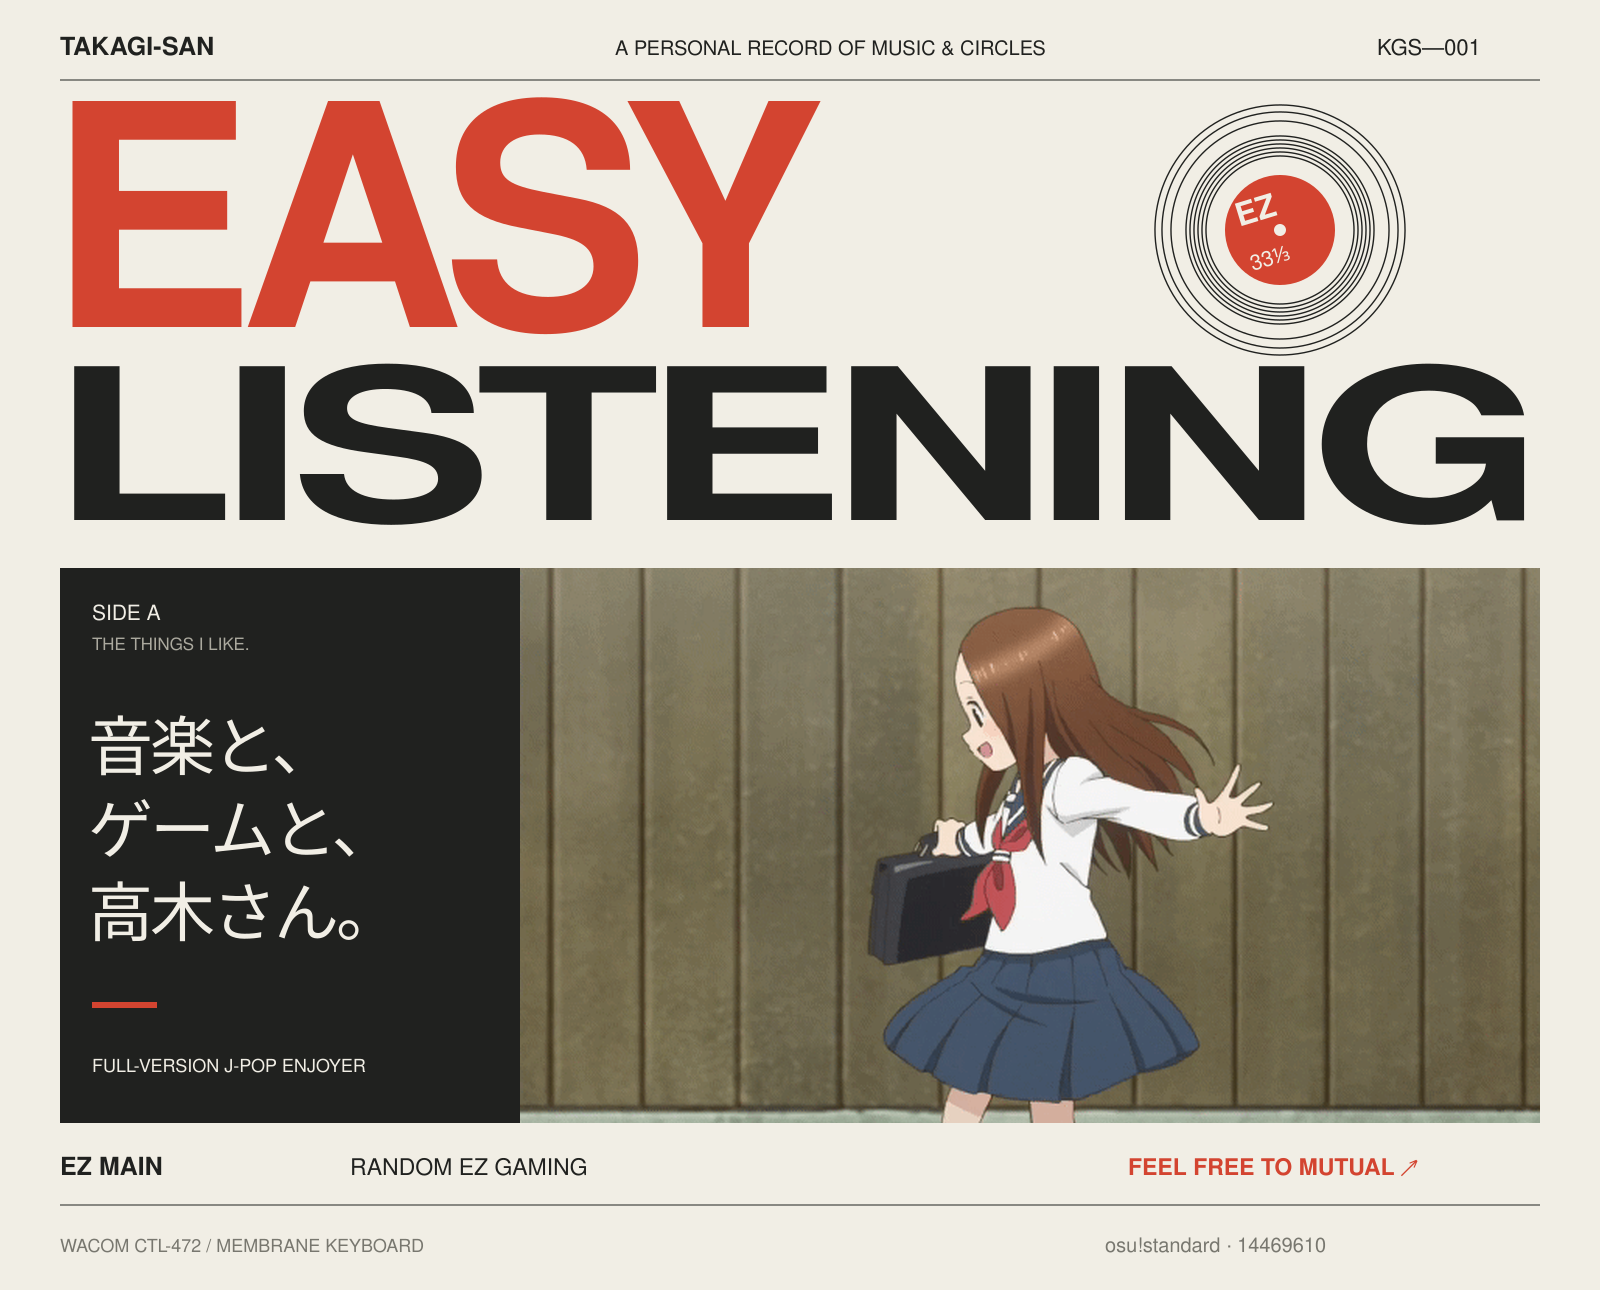 TAKAGI-SAN
A PERSONAL RECORD OF MUSIC & CIRCLES
KGS—001
EASY
EZ
33⅓
LISTENING
SIDE A
THE THINGS I LIKE.
音楽と、
ゲームと、
高木さん。
FULL-VERSION J-POP ENJOYER
EZ MAIN
RANDOM EZ GAMING
FEEL FREE TO MUTUAL ↗
WACOM CTL-472 / MEMBRANE KEYBOARD
osu!standard · 14469610